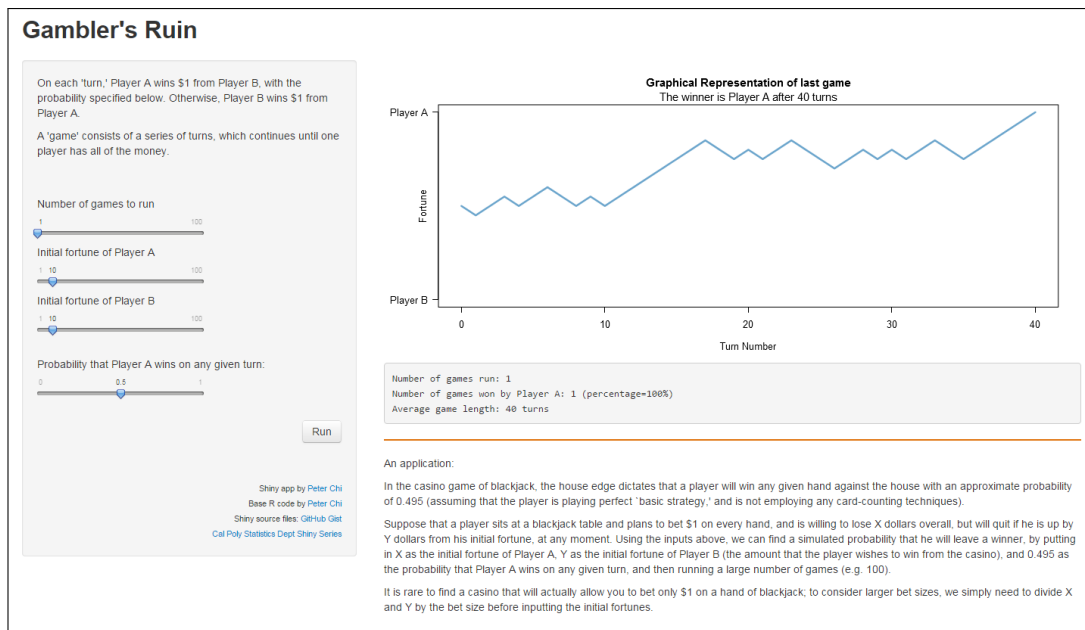 Gambler's Ruin
On each 'turn,' Player A wins $1 from Player B, with the
probability specified below. Otherwise, Player B wins $1 from
Player A.
A 'game' consists of a series of turns, which continues until one
player has all of the money.
Number of games to run
1 100
Initial fortune of Player A
1 10 100
Initial fortune of Player B
1 10 100
Probability that Player A wins on any given turn:
0 0.5 1
Run
Shiny app by Peter Chi
Base R code by Peter Chi
Shiny source files: GitHub Gist
Cal Poly Statistics Dept Shiny Series
Graphical Representation of last game
The winner is Player A after 40 turns
Player A
Fortune
Player B
0 10 20 30 40
Turn Number
Number of games run: 1
Number of games won by Player A: 1 (percentage=100%)
Average game length: 40 turns
An application:
In the casino game of blackjack, the house edge dictates that a player will win any given hand against the house with an approximate probability
of 0.495 (assuming that the player is playing perfect `basic strategy,' and is not employing any card-counting techniques).
Suppose that a player sits at a blackjack table and plans to bet $1 on every hand, and is willing to lose X dollars overall, but will quit if he is up by
Y dollars from his initial fortune, at any moment. Using the inputs above, we can find a simulated probability that he will leave a winner, by putting
in X as the initial fortune of Player A, Y as the initial fortune of Player B (the amount that the player wishes to win from the casino), and 0.495 as
the probability that Player A wins on any given turn, and then running a large number of games (e.g. 100).
It is rare to find a casino that will actually allow you to bet only $1 on a hand of blackjack; to consider larger bet sizes, we simply need to divide X
and Y by the bet size before inputting the initial fortunes.